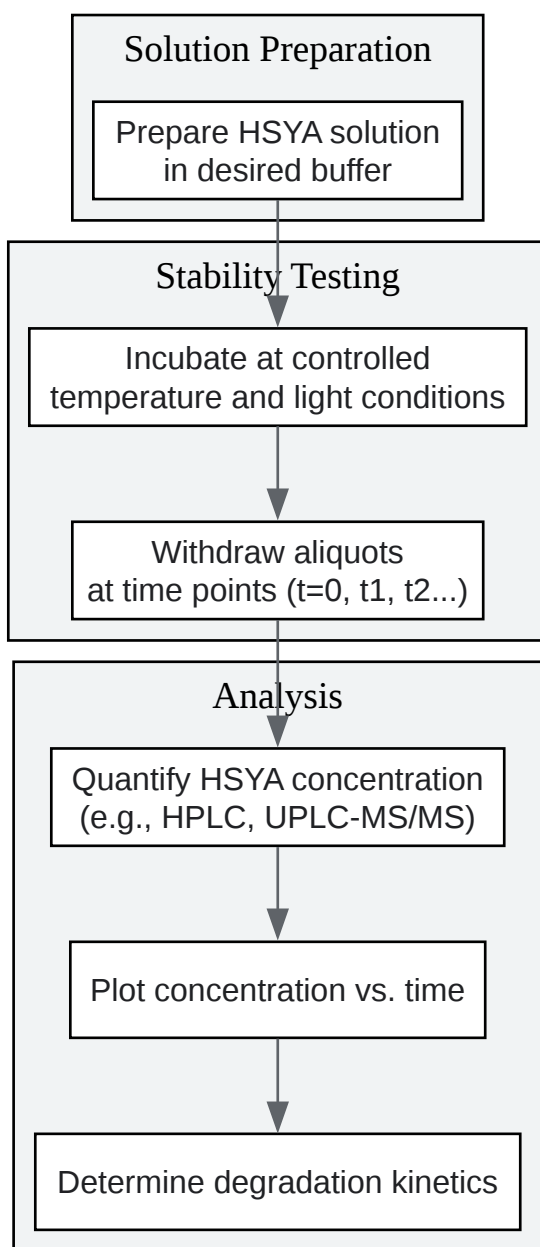 Solution Preparation
Prepare HSYA solution
in desired buffer
Stability Testing
Incubate at controlled
temperature and light conditions
Withdraw aliquots
at time points (t=0, t1, t2...)
Analysis
Quantify HSYA concentration
(e.g., HPLC, UPLC-MS/MS)
Plot concentration vs. time
Determine degradation kinetics